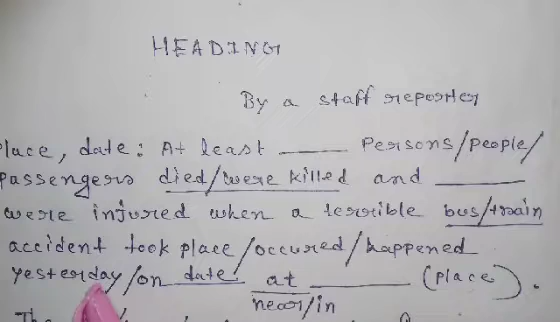 HEADING
By a staff reporter
Place, date: At least ____ Persons/People/
Passengers died/were killed and ____
were injured when a terrible bus/train
accident took place/occured/happened
yesterday/on date at ____ (place).
near/in